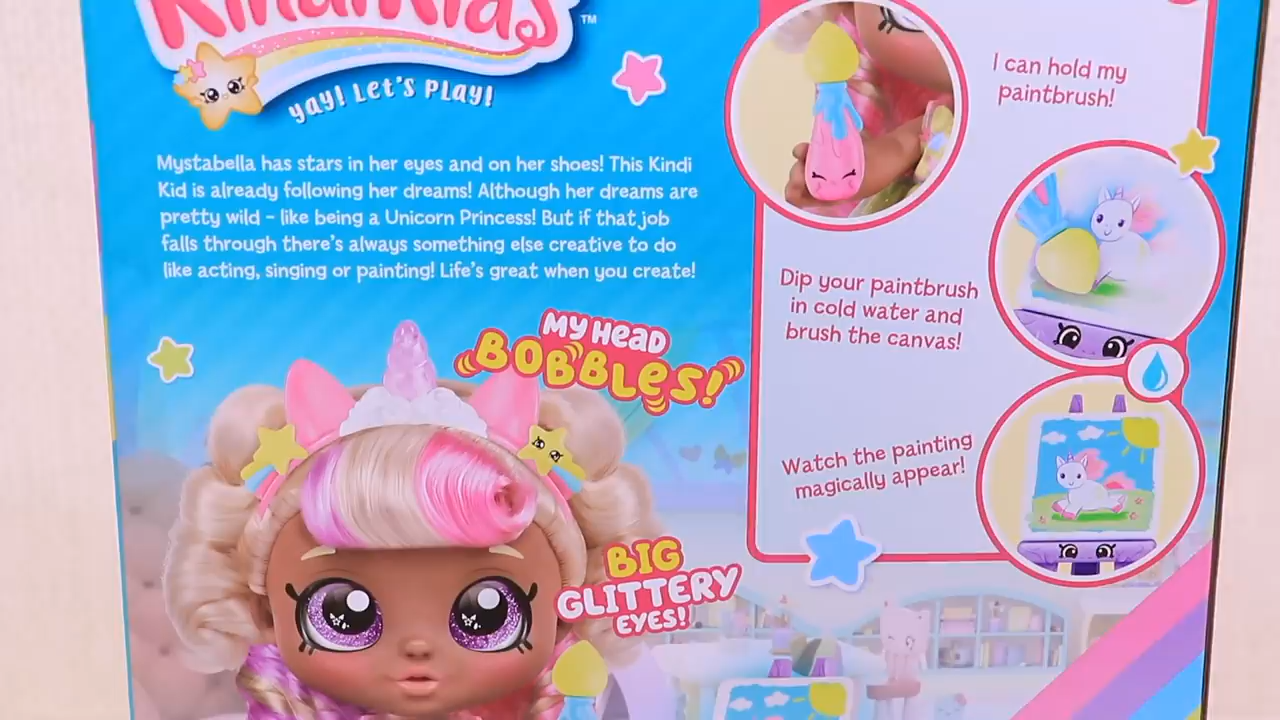 Kindi Kids™
yay! Let's PLay!
Mystabella has stars in her eyes and on her shoes! This Kindi
Kid is already following her dreams! Although her dreams are
pretty wild – like being a Unicorn Princess! But if that job
falls through there's always something else creative to do
like acting, singing or painting! Life's great when you create!
My Head
BOBBLes!
BIG
GLITTERY
EYES!
I can hold my
paintbrush!
Dip your paintbrush
in cold water and
brush the canvas!
Watch the painting
magically appear!